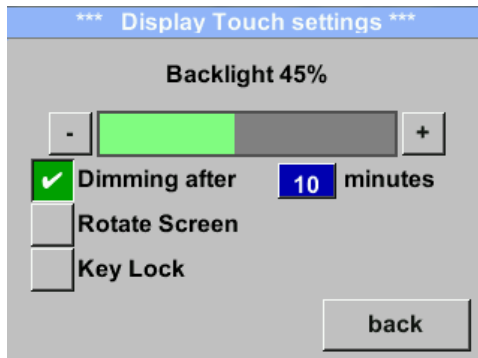 *** Display Touch settings ***
Backlight 45%
- +
Dimming after 10 minutes
Rotate Screen
Key Lock
back